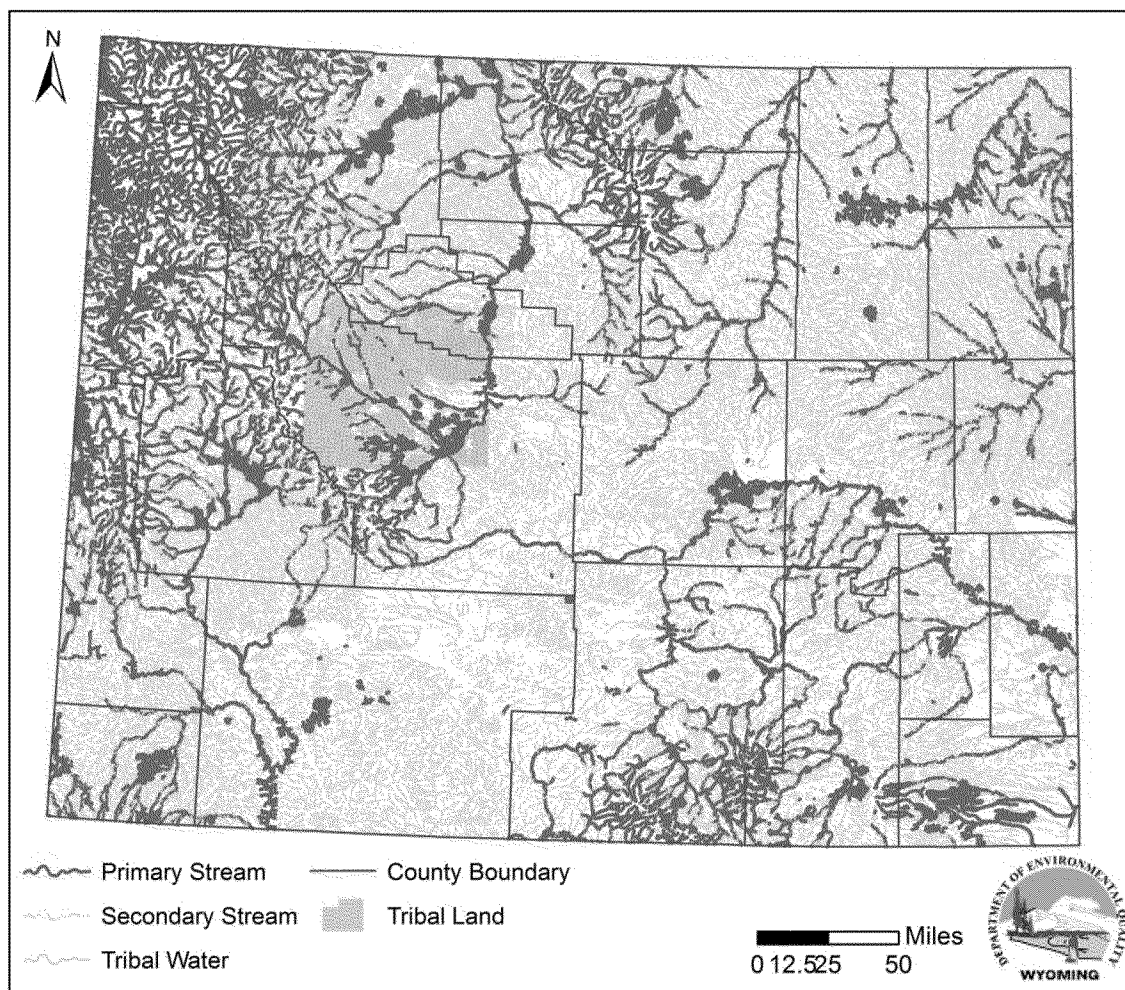 N
Primary Stream
County Boundary
Secondary Stream
Tribal Land
Tribal Water
Miles
0 12.525 50
DEPARTMENT OF ENVIRONMENTAL QUALITY
WYOMING